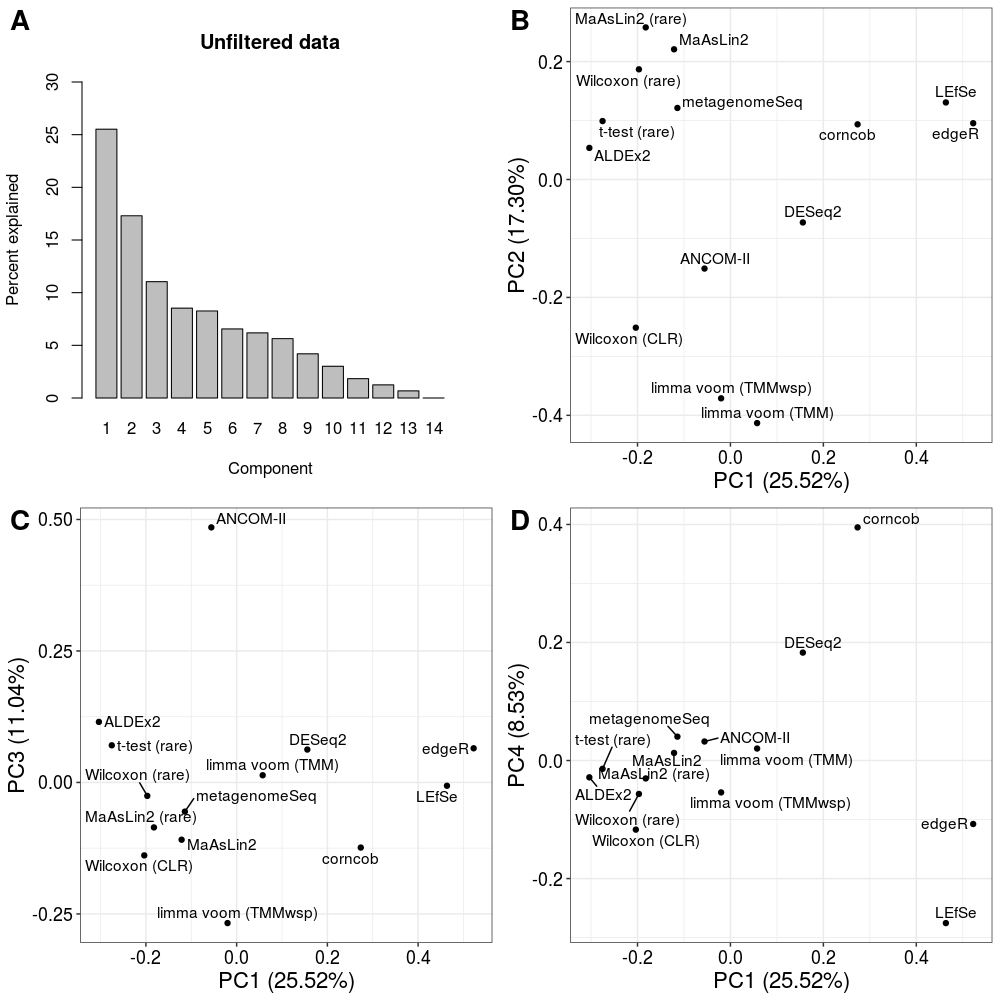 A
Unfiltered data
Percent explained
30
25
20
15
10
5
0
1 2 3 4 5 6 7 8 9 10 11 12 13 14
Component
B
MaAsLin2 (rare)
MaAsLin2
Wilcoxon (rare)
metagenomeSeq
LEfSe
t-test (rare)
corncob
edgeR
ALDEx2
DESeq2
ANCOM-II
Wilcoxon (CLR)
limma voom (TMMwsp)
limma voom (TMM)
PC2 (17.30%)
0.2
0.0
-0.2
-0.4
-0.2 0.0 0.2 0.4
PC1 (25.52%)
C
ANCOM-II
ALDEx2
t-test (rare)
DESeq2
edgeR
limma voom (TMM)
Wilcoxon (rare)
metagenomeSeq
LEfSe
MaAsLin2 (rare)
MaAsLin2
corncob
Wilcoxon (CLR)
limma voom (TMMwsp)
PC3 (11.04%)
0.50
0.25
0.00
-0.25
-0.2 0.0 0.2 0.4
PC1 (25.52%)
D
corncob
DESeq2
metagenomeSeq
t-test (rare)
ANCOM-II
MaAsLin2
limma voom (TMM)
MaAsLin2 (rare)
ALDEx2
limma voom (TMMwsp)
Wilcoxon (rare)
edgeR
Wilcoxon (CLR)
LEfSe
PC4 (8.53%)
0.4
0.2
0.0
-0.2
-0.2 0.0 0.2 0.4
PC1 (25.52%)